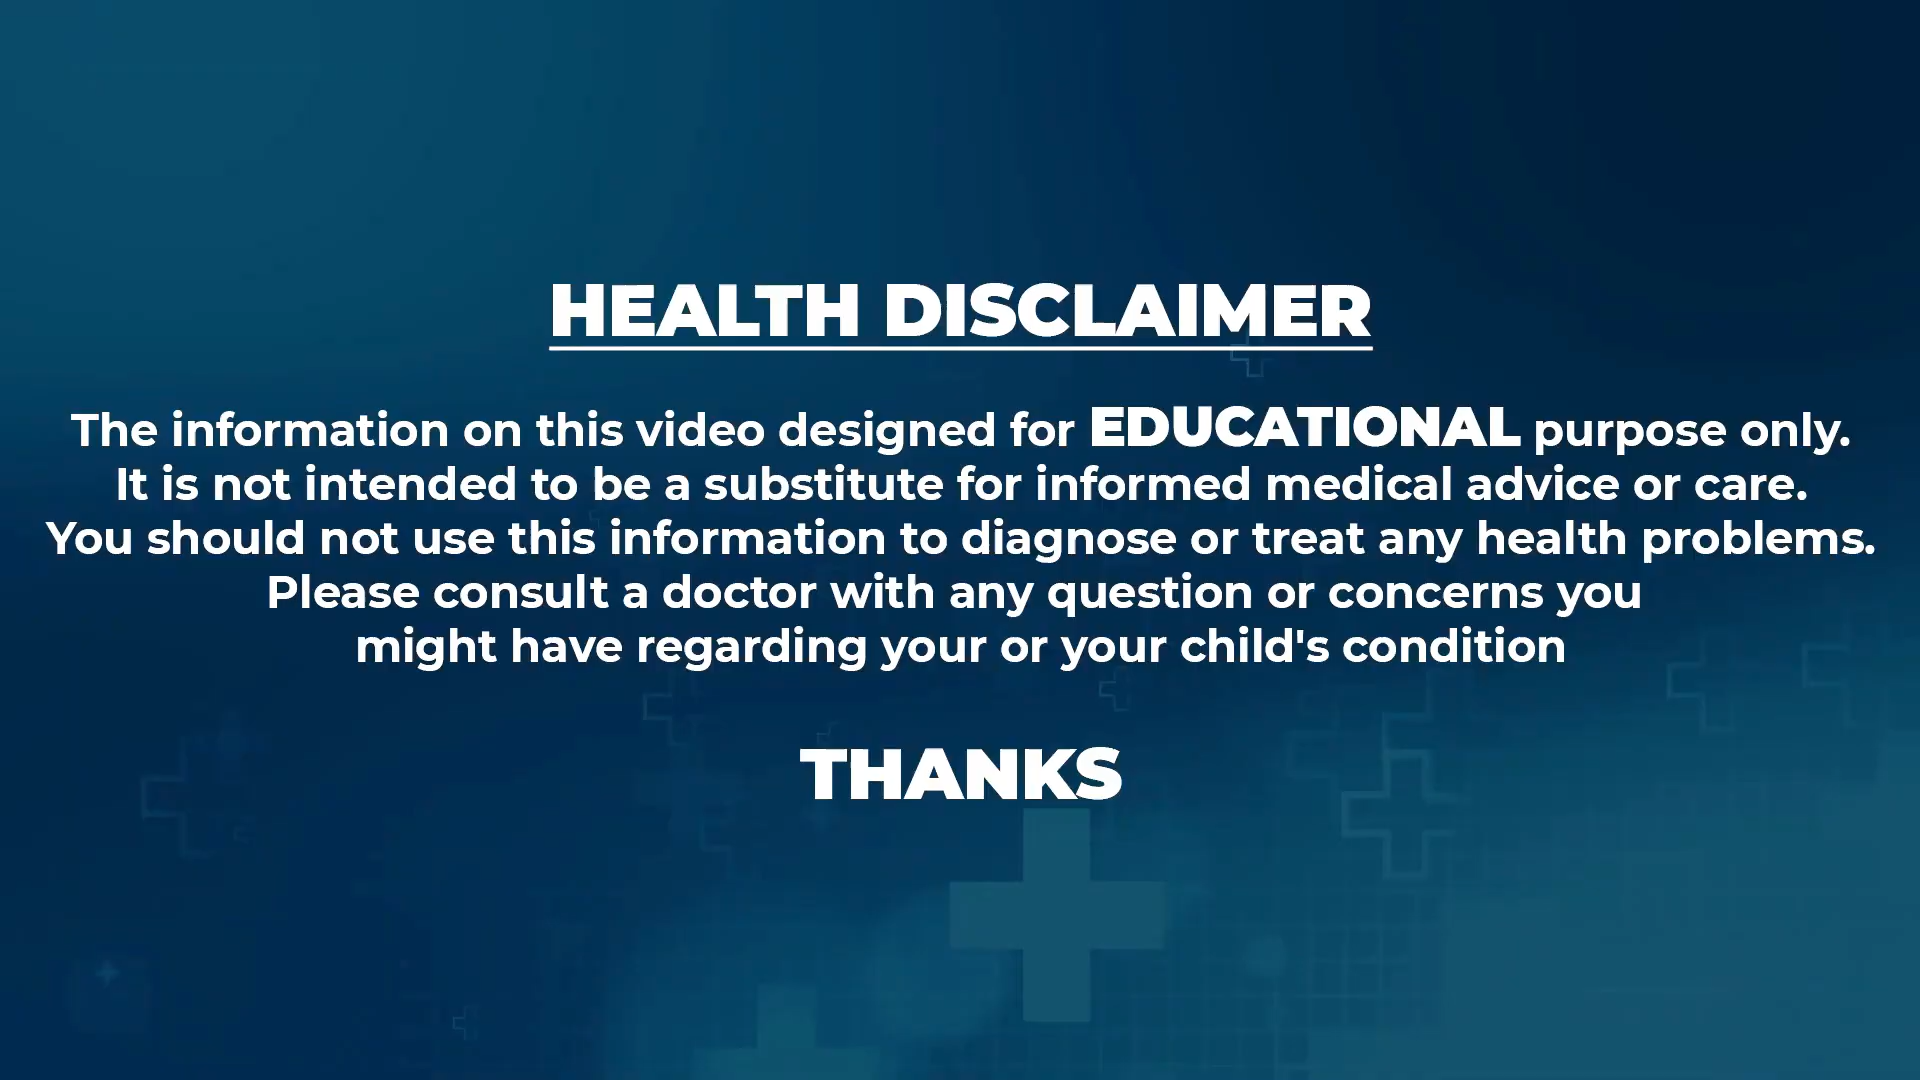 HEALTH DISCLAIMER
The information on this video designed for EDUCATIONAL purpose only.
It is not intended to be a substitute for informed medical advice or care.
You should not use this information to diagnose or treat any health problems.
Please consult a doctor with any question or concerns you
might have regarding your or your child's condition
THANKS